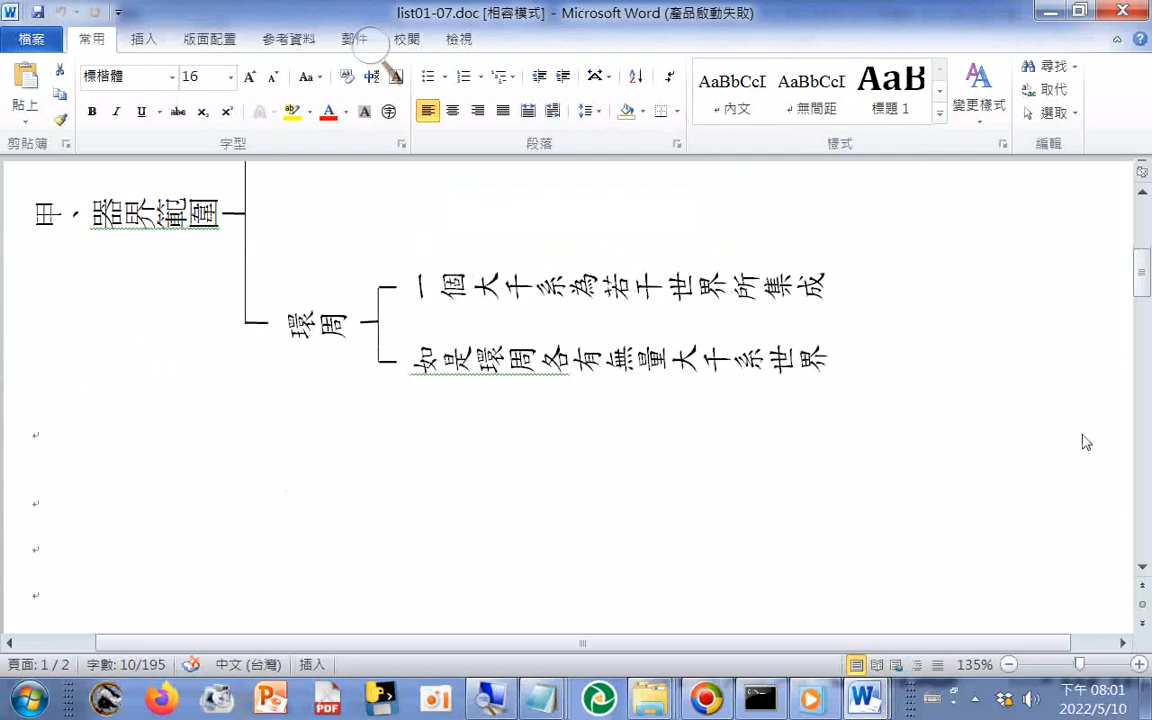 list01-07.doc [相容模式] - Microsoft Word (產品啟動失敗)
檔案 常用 插入 版面配置 參考資料 郵件 校閱 檢視
標楷體 16
貼上
AaBbCcI AaBbCcI AaB
內文 無間距 標題 1
變更樣式
尋找
取代
選取
剪貼簿 字型 段落 樣式 編輯
甲、器界範圍
一個大千系為若干世界所集成
環周
如是環周各有無量大千系世界
頁面: 1 / 2 字數: 10/195 中文 (台灣) 插入 135%
下午 08:01
2022/5/10